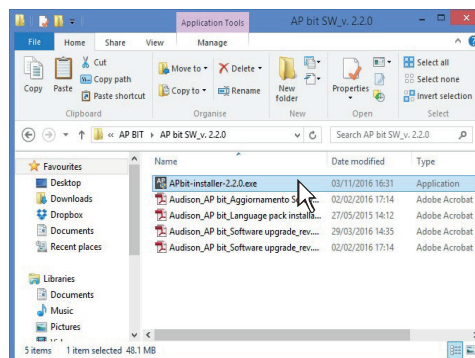 Application Tools AP bit SW_v. 2.2.0
File Home Share View Manage
Copy
Paste
Cut
Copy path
Paste shortcut
Move to
Copy to
Delete
Rename
New folder
Properties
Select all
Select none
Invert selection
Clipboard Organise New Open Select
« AP BIT AP bit SW_v. 2.2.0 Search AP bit SW_v. 2.2.0
Favourites
Desktop
Downloads
Dropbox
Documents
Recent places
Libraries
Documents
Music
Pictures
Name Date modified Type
APbit-installer-2.2.0.exe 03/11/2016 16:31 Application
Audison_AP bit_Aggiornamento 02/02/2016 17:14 Adobe Acrobat
Audison_AP bit_Language pack installa... 27/05/2015 14:12 Adobe Acrobat
Audison_AP bit_Software upgrade_rev.... 29/03/2016 14:35 Adobe Acrobat
Audison_AP bit_Software upgrade_rev.... 02/02/2016 17:14 Adobe Acrobat
5 items 1 item selected 48.1 MB